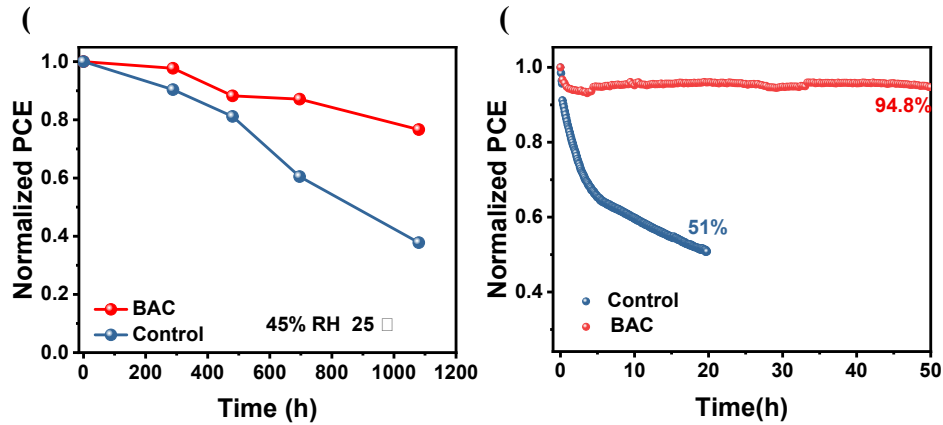 (
Normalized PCE
1.0
0.8
0.6
0.4
0.2
0.0
BAC
Control
45% RH 25 □
0 200 400 600 800 1000 1200
Time (h)
(
Normalized PCE
1.0
0.8
0.6
0.4
94.8%
51%
Control
BAC
0 10 20 30 40 50
Time(h)